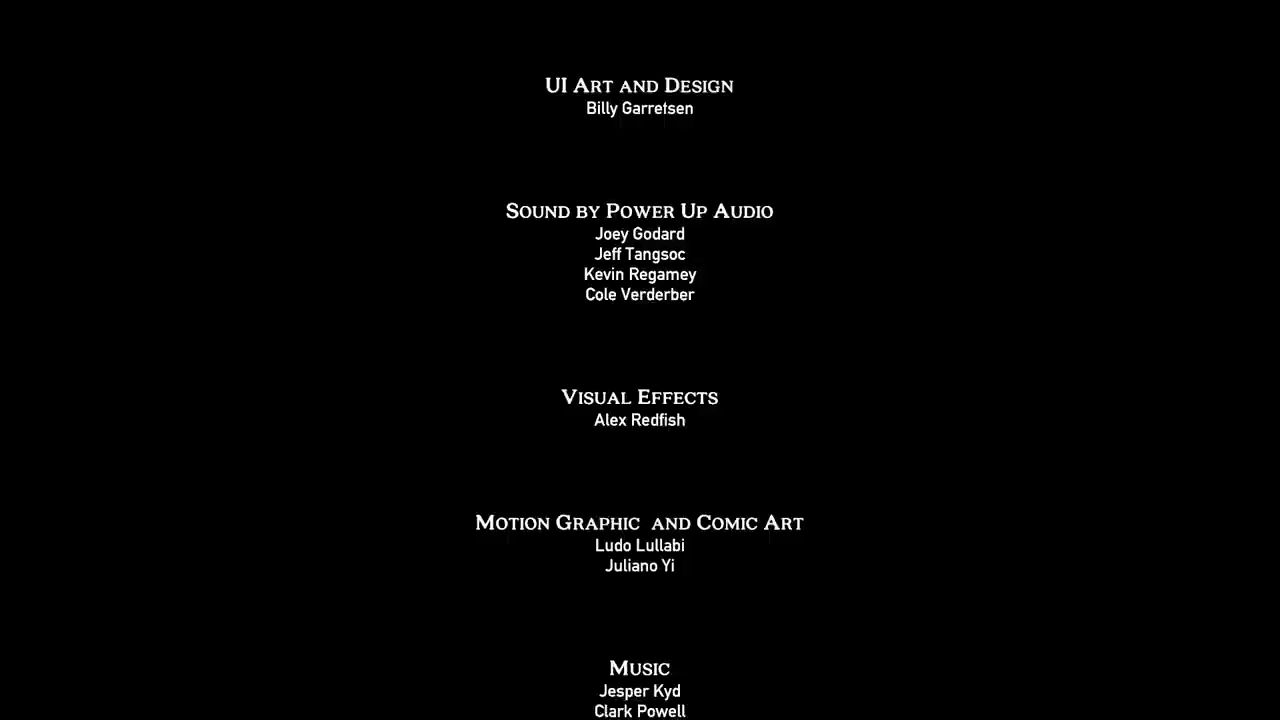 UI Art and Design
Billy Garretsen
Sound by Power Up Audio
Joey Godard
Jeff Tangsoc
Kevin Regamey
Cole Verderber
Visual Effects
Alex Redfish
Motion Graphic and Comic Art
Ludo Lullabi
Juliano Yi
Music
Jesper Kyd
Clark Powell